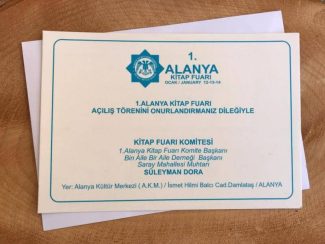 1.
ALANYA
KİTAP FUARI
OCAK / JANUARY 12-13-14
1.ALANYA KİTAP FUARI
AÇILIŞ TÖRENİNİ ONURLANDIRMANIZ DİLEĞİYLE
KİTAP FUARI KOMİTESİ
1.Alanya Kitap Fuarı Komite Başkanı
Bin Aile Bir Aile Derneği Başkanı
Saray Mahallesi Muhtarı
SÜLEYMAN DORA
Yer: Alanya Kültür Merkezi (A.K.M.) / İsmet Hilmi Balcı Cad.Damlataş / ALANYA